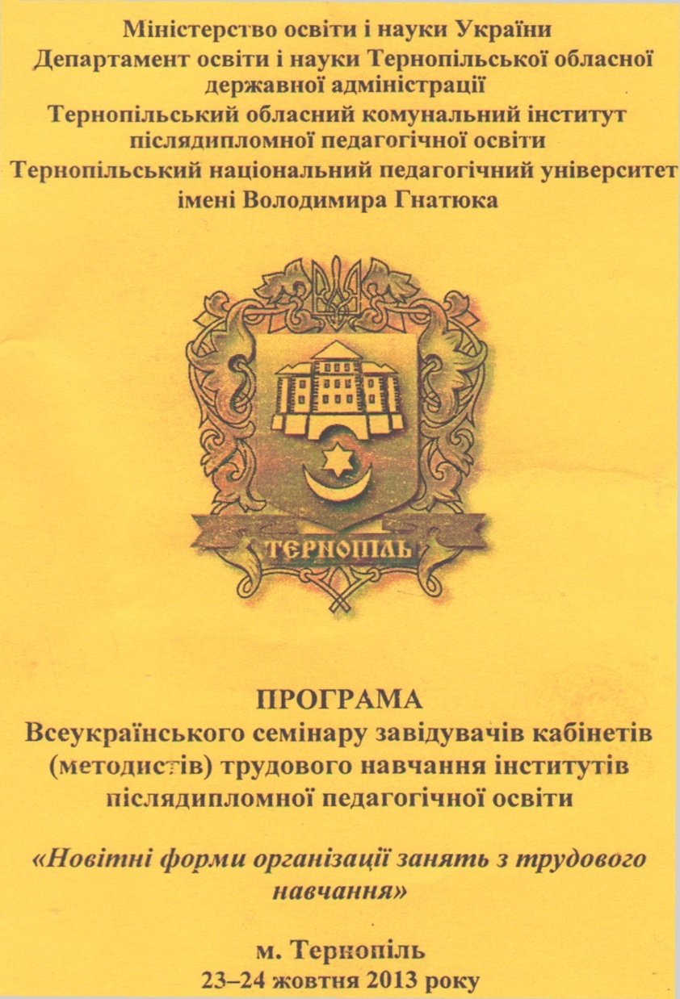 Міністерство освіти і науки України
Департамент освіти і науки Тернопільської обласної
державної адміністрації
Тернопільський обласний комунальний інститут
післядипломної педагогічної освіти
Тернопільський національний педагогічний університет
імені Володимира Гнатюка
ТЕРНОПІЛЬ
ПРОГРАМА
Всеукраїнського семінару завідувачів кабінетів
(методистів) трудового навчання інститутів
післядипломної педагогічної освіти
«Новітні форми організації занять з трудового
навчання»
м. Тернопіль
23–24 жовтня 2013 року